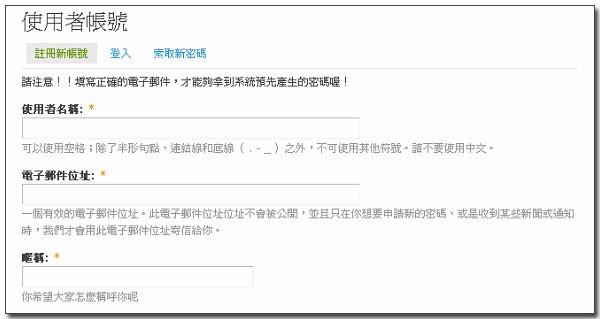 使用者帳號
註冊新帳號 登入 索取新密碼
請注意！！填寫正確的電子郵件，才能夠拿到系統預先產生的密碼喔！
使用者名稱: *
可以使用空格；除了半形句點、連結線和底線（ . - _ ）之外，不可使用其他符號。請不要使用中文。
電子郵件位址: *
一個有效的電子郵件位址。此電子郵件位址位址不會被公開，並且只在你想要申請新的密碼、或是收到某些新聞或通知
時，我們才會用此電子郵件位址寄信給你。
暱稱: *
你希望大家怎麼稱呼你呢